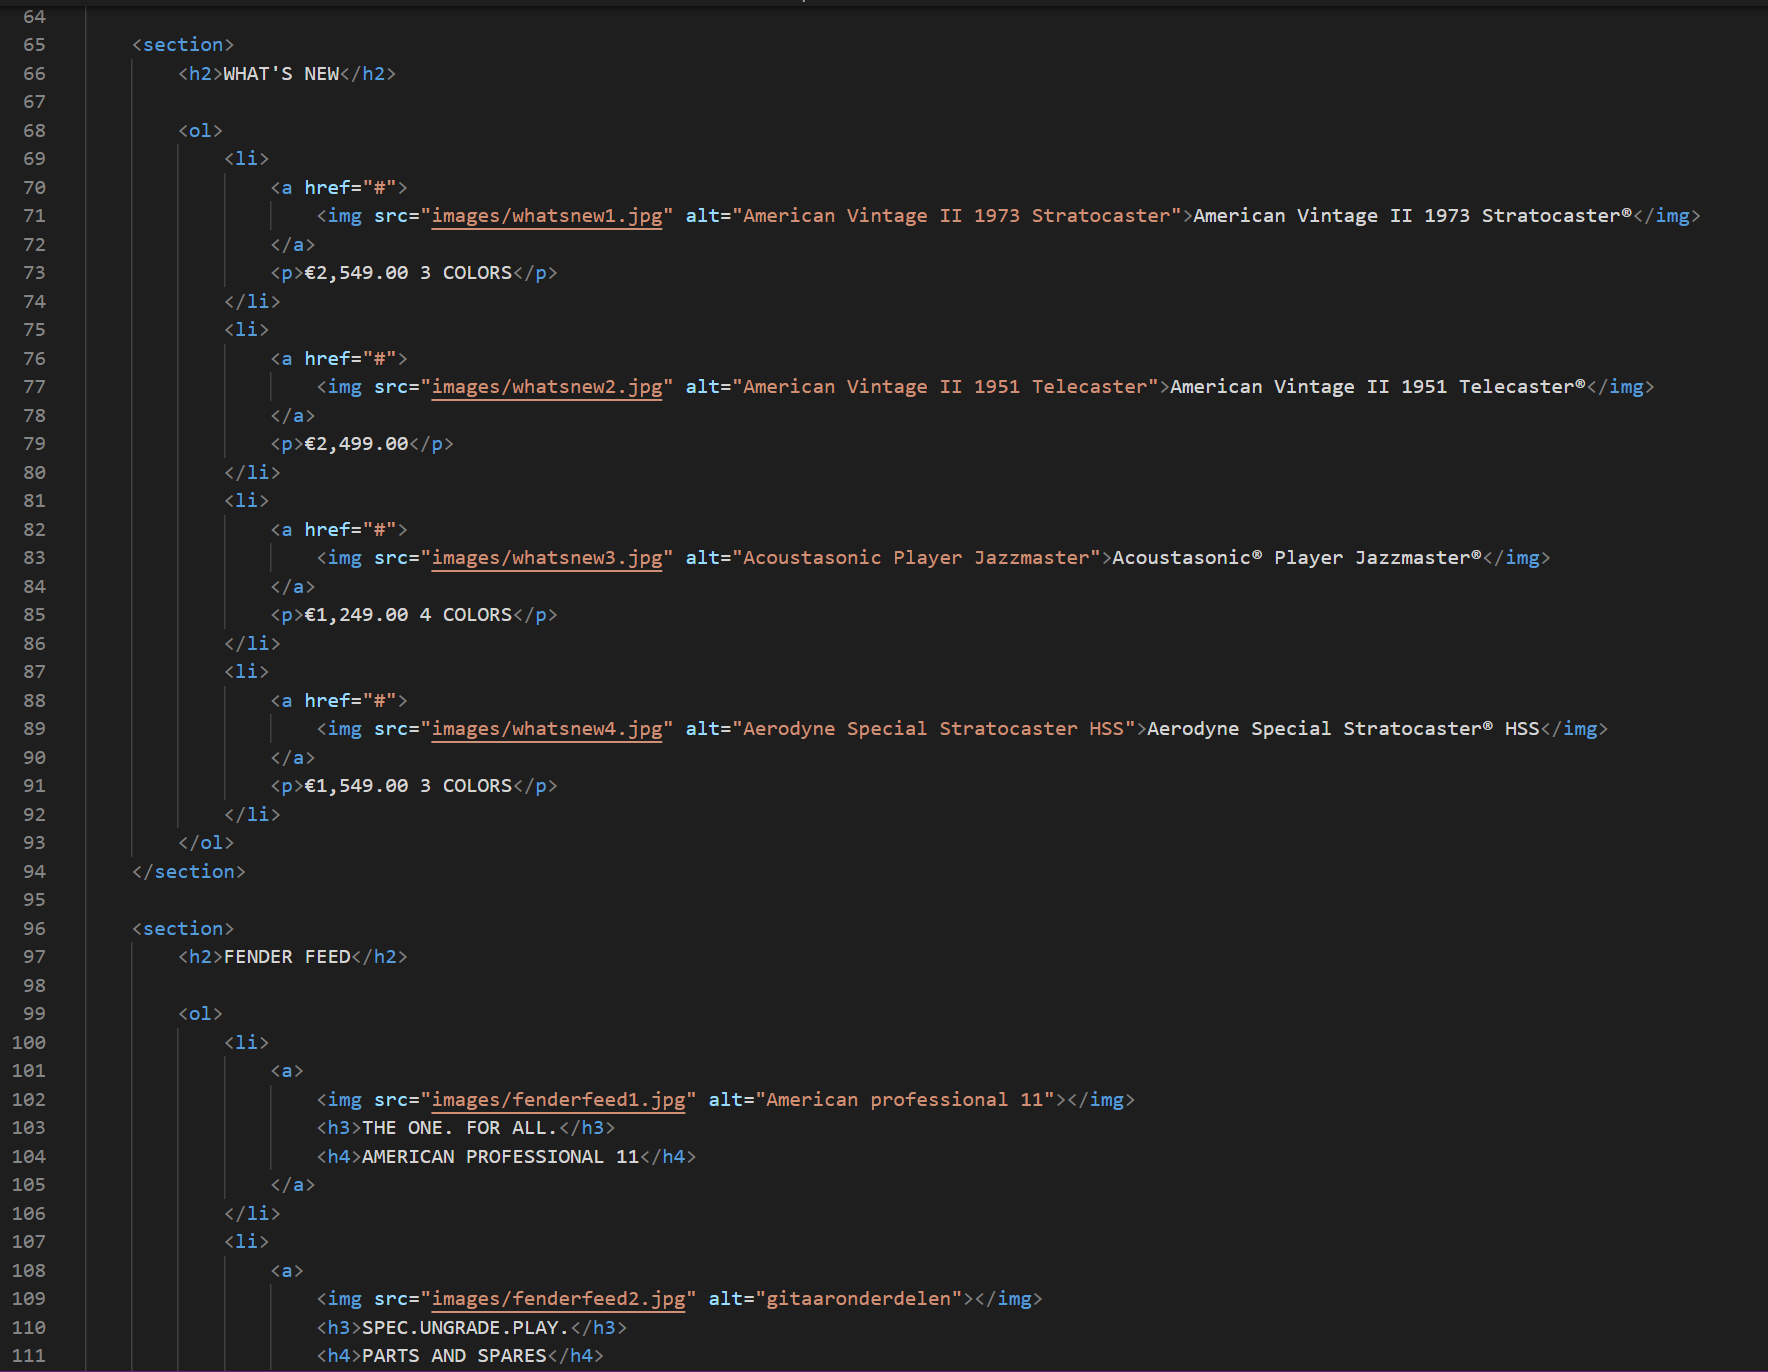 64
65 <section>
66 <h2>WHAT'S NEW</h2>
67
68 <ol>
69 <li>
70 <a href="#">
71 <img src="images/whatsnew1.jpg" alt="American Vintage II 1973 Stratocaster">American Vintage II 1973 Stratocaster®</img>
72 </a>
73 <p>€2,549.00 3 COLORS</p>
74 </li>
75 <li>
76 <a href="#">
77 <img src="images/whatsnew2.jpg" alt="American Vintage II 1951 Telecaster">American Vintage II 1951 Telecaster®</img>
78 </a>
79 <p>€2,499.00</p>
80 </li>
81 <li>
82 <a href="#">
83 <img src="images/whatsnew3.jpg" alt="Acoustasonic Player Jazzmaster">Acoustasonic® Player Jazzmaster®</img>
84 </a>
85 <p>€1,249.00 4 COLORS</p>
86 </li>
87 <li>
88 <a href="#">
89 <img src="images/whatsnew4.jpg" alt="Aerodyne Special Stratocaster HSS">Aerodyne Special Stratocaster® HSS</img>
90 </a>
91 <p>€1,549.00 3 COLORS</p>
92 </li>
93 </ol>
94 </section>
95
96 <section>
97 <h2>FENDER FEED</h2>
98
99 <ol>
100 <li>
101 <a>
102 <img src="images/fenderfeed1.jpg" alt="American professional 11"></img>
103 <h3>THE ONE. FOR ALL.</h3>
104 <h4>AMERICAN PROFESSIONAL 11</h4>
105 </a>
106 </li>
107 <li>
108 <a>
109 <img src="images/fenderfeed2.jpg" alt="gitaaronderdelen"></img>
110 <h3>SPEC.UNGRADE.PLAY.</h3>
111 <h4>PARTS AND SPARES</h4>